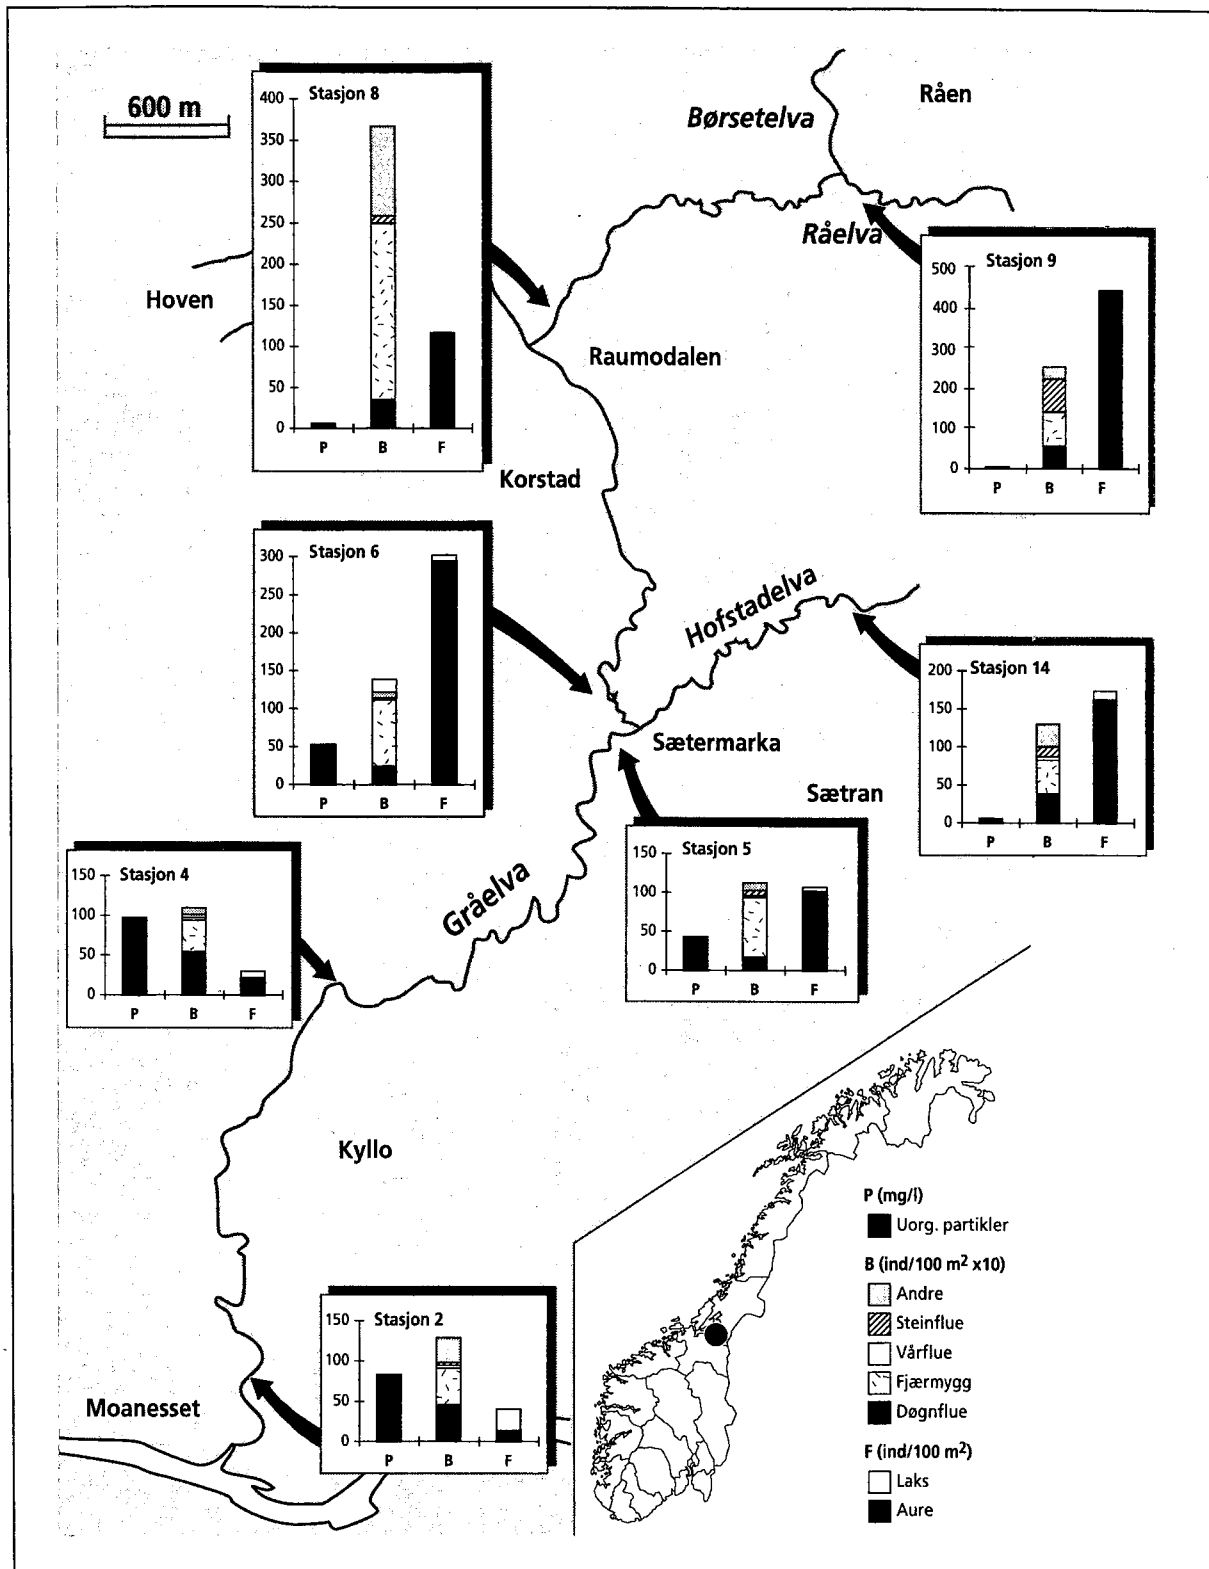 600 m
Børsetelva
Råen
Råelva
Hoven
Raumodalen
Korstad
Hofstadelva
Sætermarka
Sætran
Gråelva
Kyllo
Moanesset
Stasjon 8
400
350
300
250
200
150
100
50
0
P B F
Stasjon 9
500
400
300
200
100
0
P B F
Stasjon 6
300
250
200
150
100
50
0
P B F
Stasjon 14
200
150
100
50
0
P B F
Stasjon 5
150
100
50
0
P B F
Stasjon 4
150
100
50
0
P B F
Stasjon 2
150
100
50
0
P B F
P (mg/l)
Uorg. partikler
B (ind/100 m² x10)
Andre
Steinflue
Vårflue
Fjærmygg
Døgnflue
F (ind/100 m²)
Laks
Aure